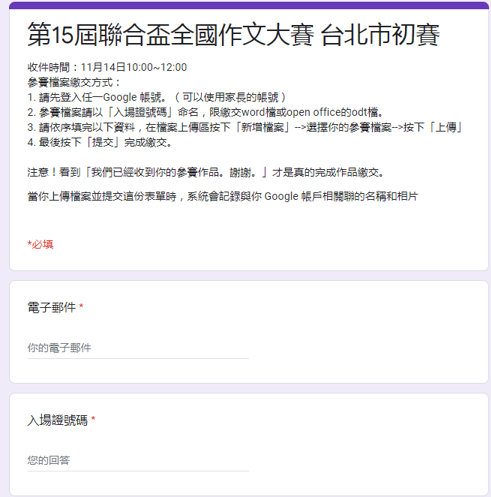 第15屆聯合盃全國作文大賽 台北市初賽
收件時間：11月14日10:00~12:00
參賽檔案繳交方式：
1. 請先登入任一Google 帳號。（可以使用家長的帳號）
2. 參賽檔案請以「入場證號碼」命名，限繳交word檔或open office的odt檔。
3. 請依序填完以下資料，在檔案上傳區按下「新增檔案」-->選擇你的參賽檔案-->按下「上傳」
4. 最後按下「提交」完成繳交。
注意！看到「我們已經收到你的參賽作品。謝謝。」才是真的完成作品繳交。
當你上傳檔案並提交這份表單時，系統會記錄與你 Google 帳戶相關聯的名稱和相片
*必填
電子郵件 *
你的電子郵件
入場證號碼 *
您的回答